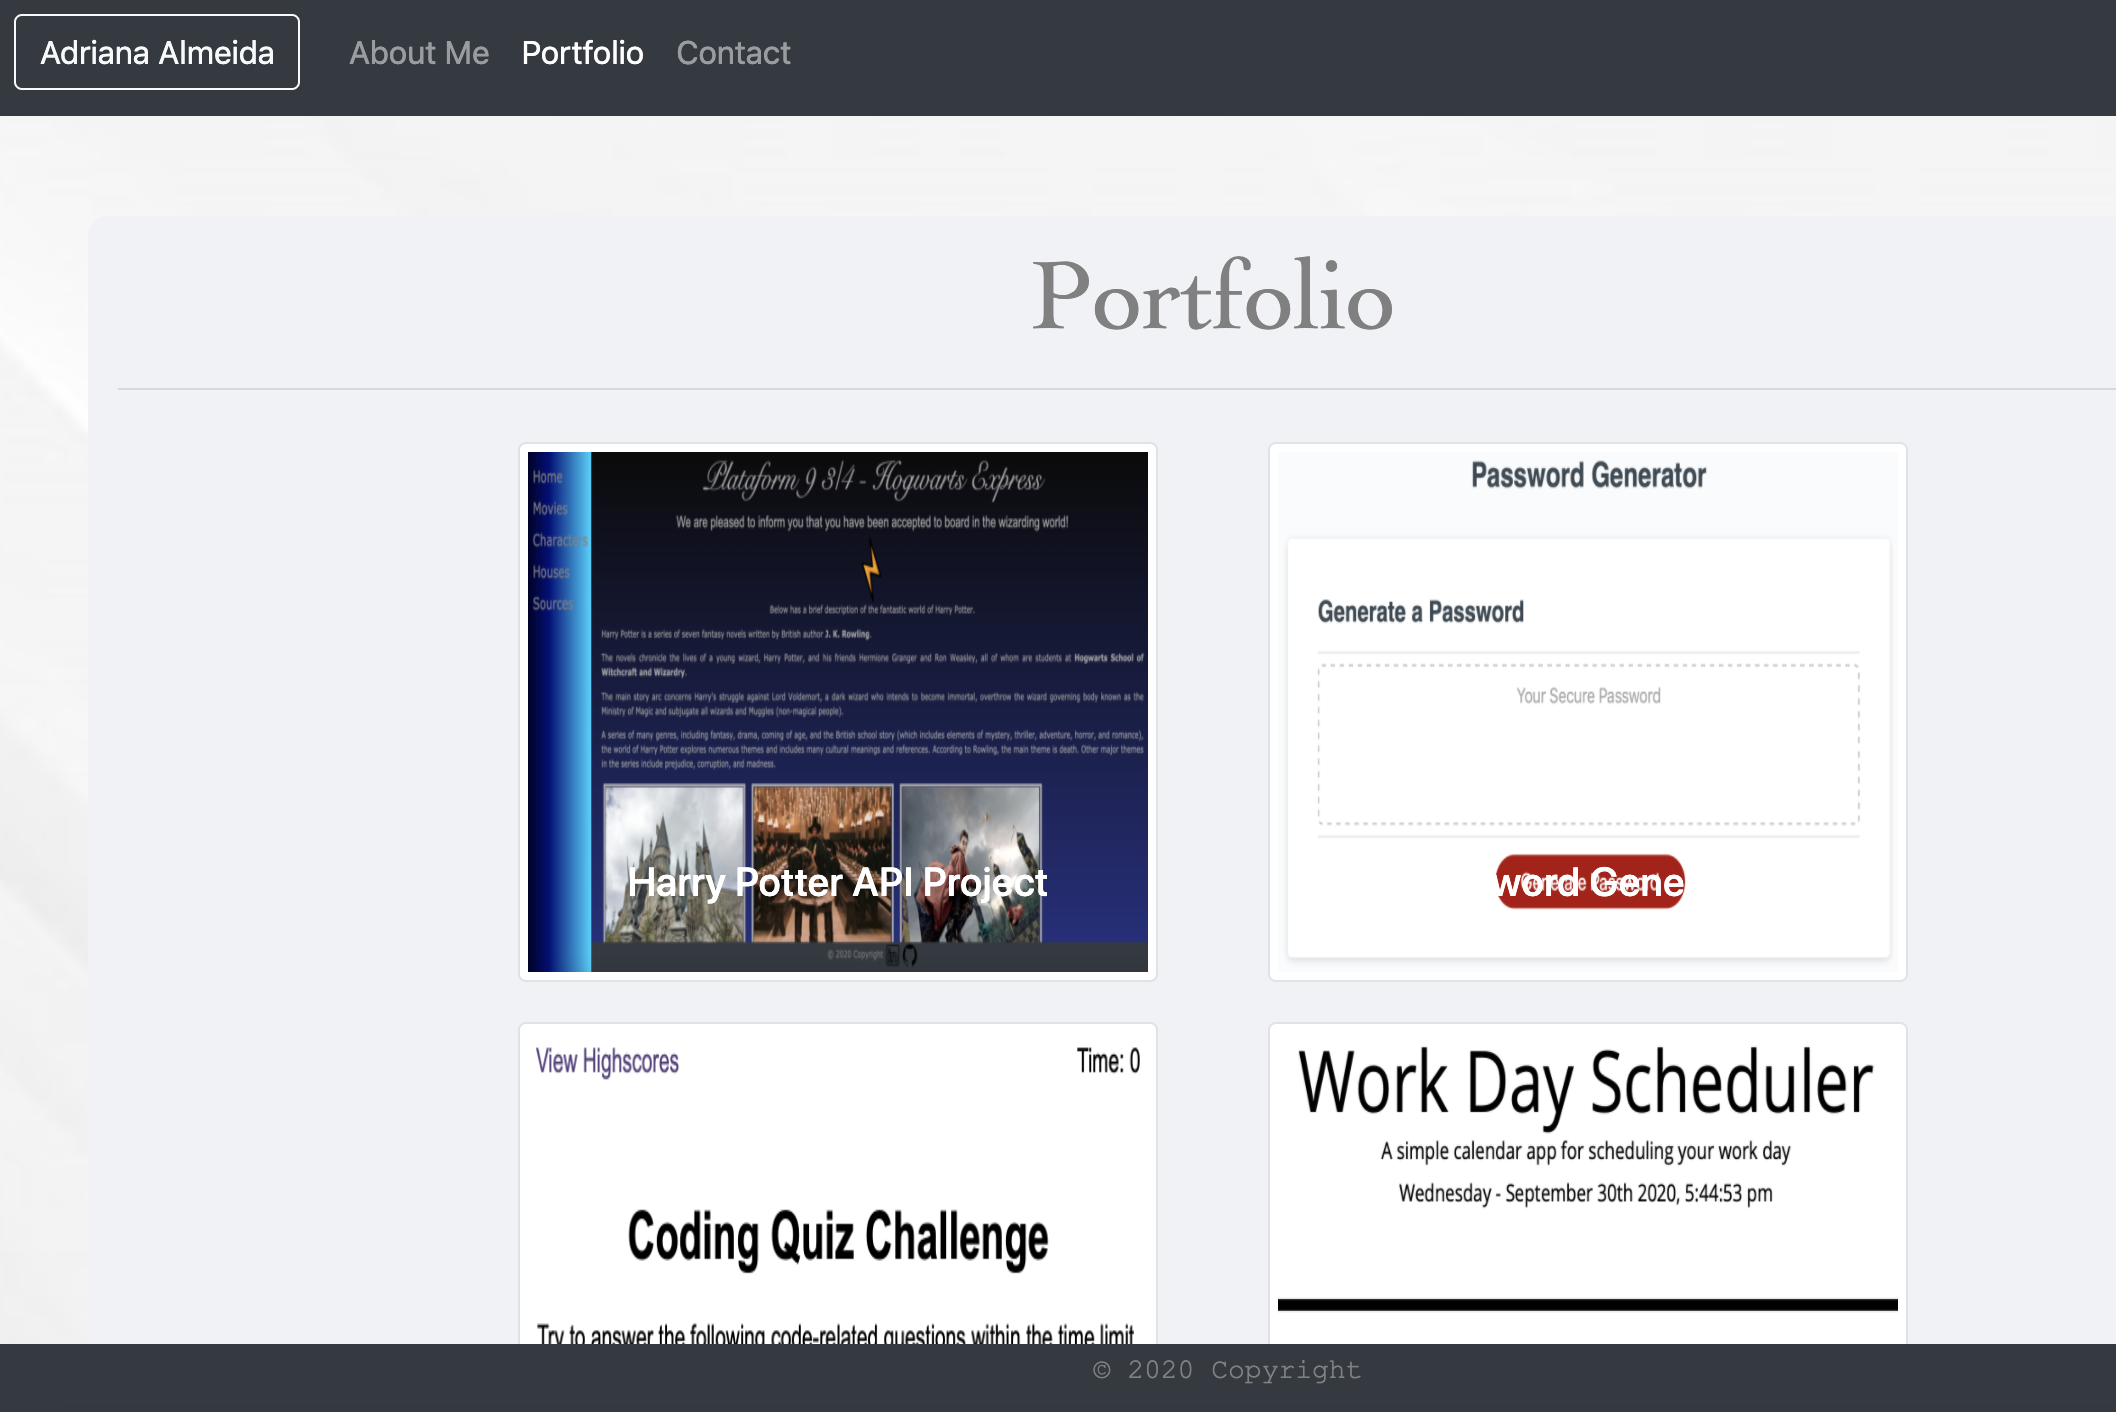 Adriana Almeida About Me Portfolio Contact
Portfolio
Home
Movies
Characters
Houses
Sources
Plataform 9 3/4 - Hogwarts Express
We are pleased to inform you that you have been accepted to board in the wizarding world!
Below has a brief description of the fantastic world of Harry Potter.
Harry Potter is a series of seven fantasy novels written by British author J. K. Rowling.
The novels chronicle the lives of a young wizard, Harry Potter, and his friends Hermione Granger and Ron Weasley, all of whom are students at Hogwarts School of
Witchcraft and Wizardry.
The main story arc concerns Harry's struggle against Lord Voldemort, a dark wizard who intends to become immortal, overthrow the wizard governing body known as the
Ministry of Magic and subjugate all wizards and Muggles (non-magical people).
A series of many genres, including fantasy, drama, coming of age, and the British school story (which includes elements of mystery, thriller, adventure, horror, and romance),
the world of Harry Potter explores numerous themes and includes many cultural meanings and references. According to Rowling, the main theme is death. Other major themes
in the series include prejudice, corruption, and madness.
Harry Potter API Project
© 2020 Copyright
Password Generator
Generate a Password
Your Secure Password
Generate Password
word Gene
View Highscores Time: 0
Coding Quiz Challenge
Try to answer the following code-related questions within the time limit
Work Day Scheduler
A simple calendar app for scheduling your work day
Wednesday - September 30th 2020, 5:44:53 pm
© 2020 Copyright